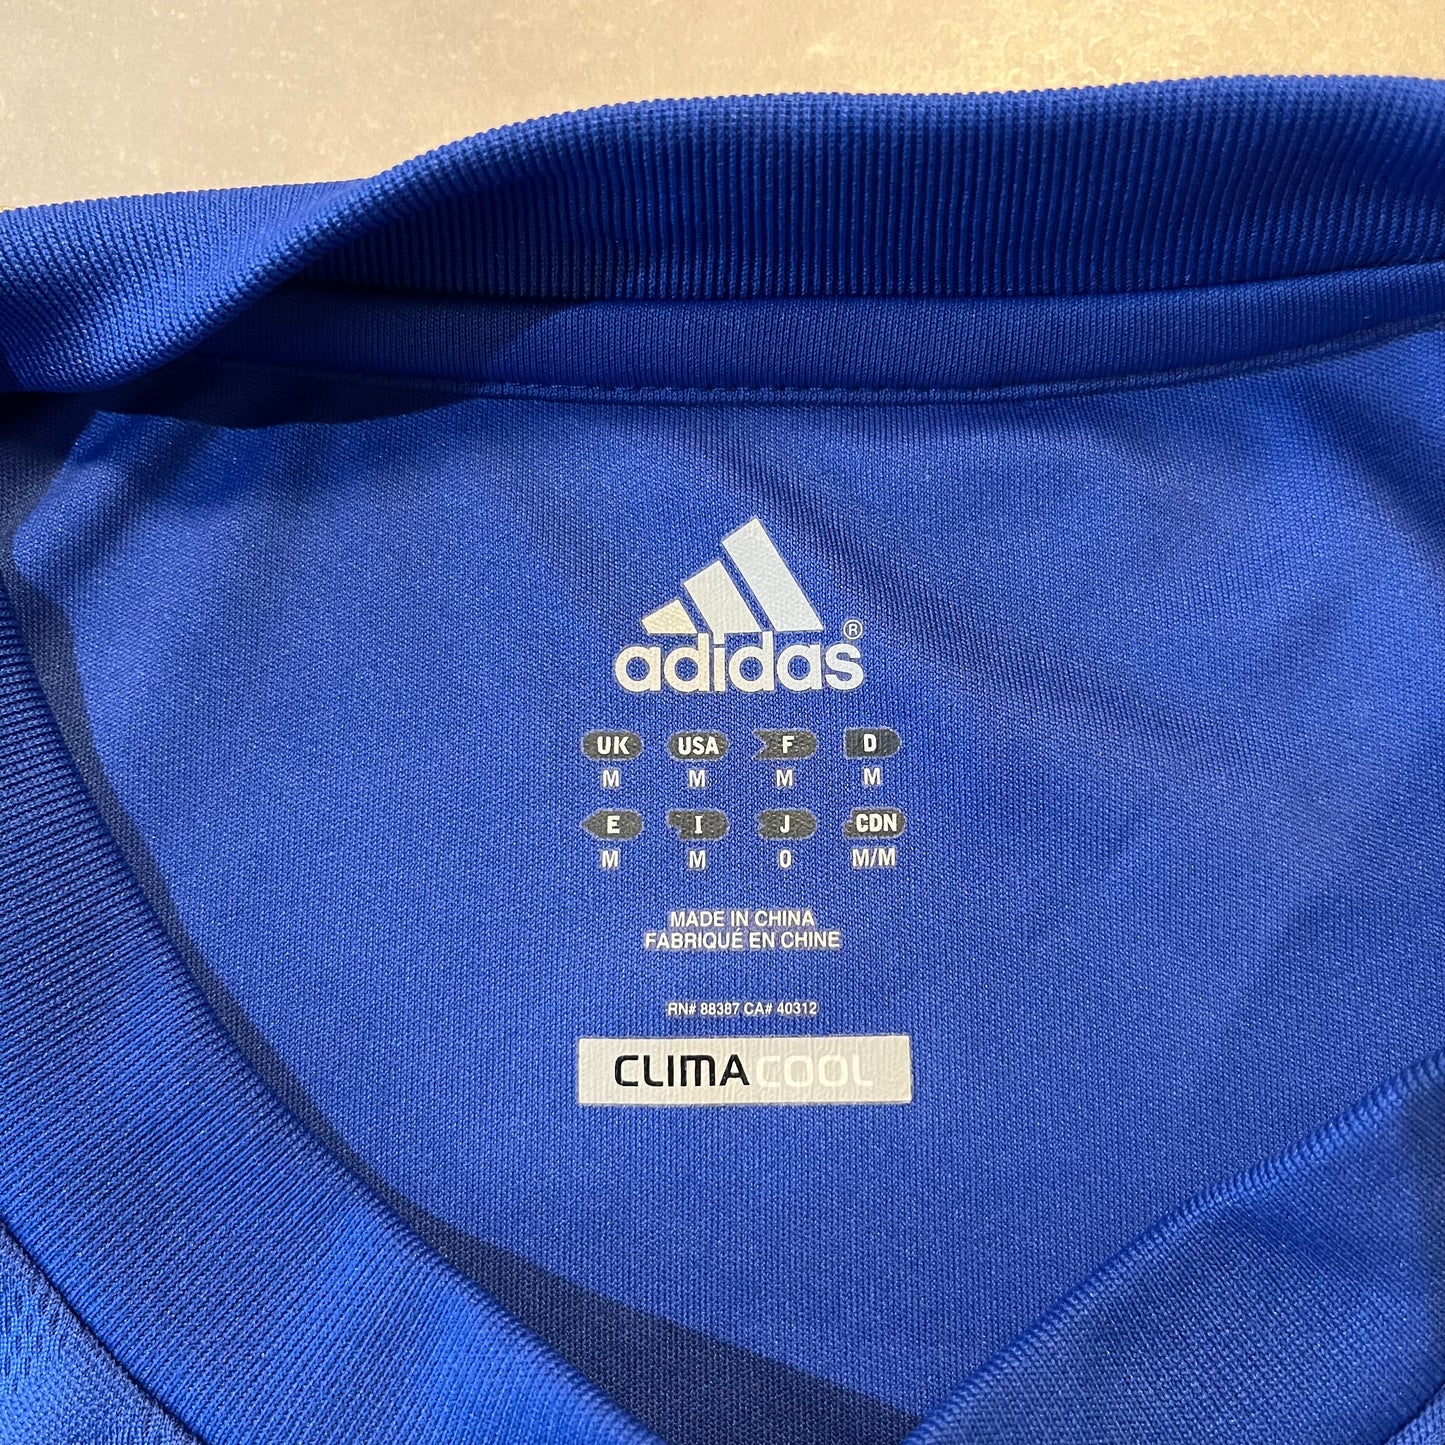 adidas®
UK USA F D
M M M M
E I J CDN
M M O M/M
MADE IN CHINA
FABRIQUÉ EN CHINE
RN# 88387 CA# 40312
CLIMACOOL